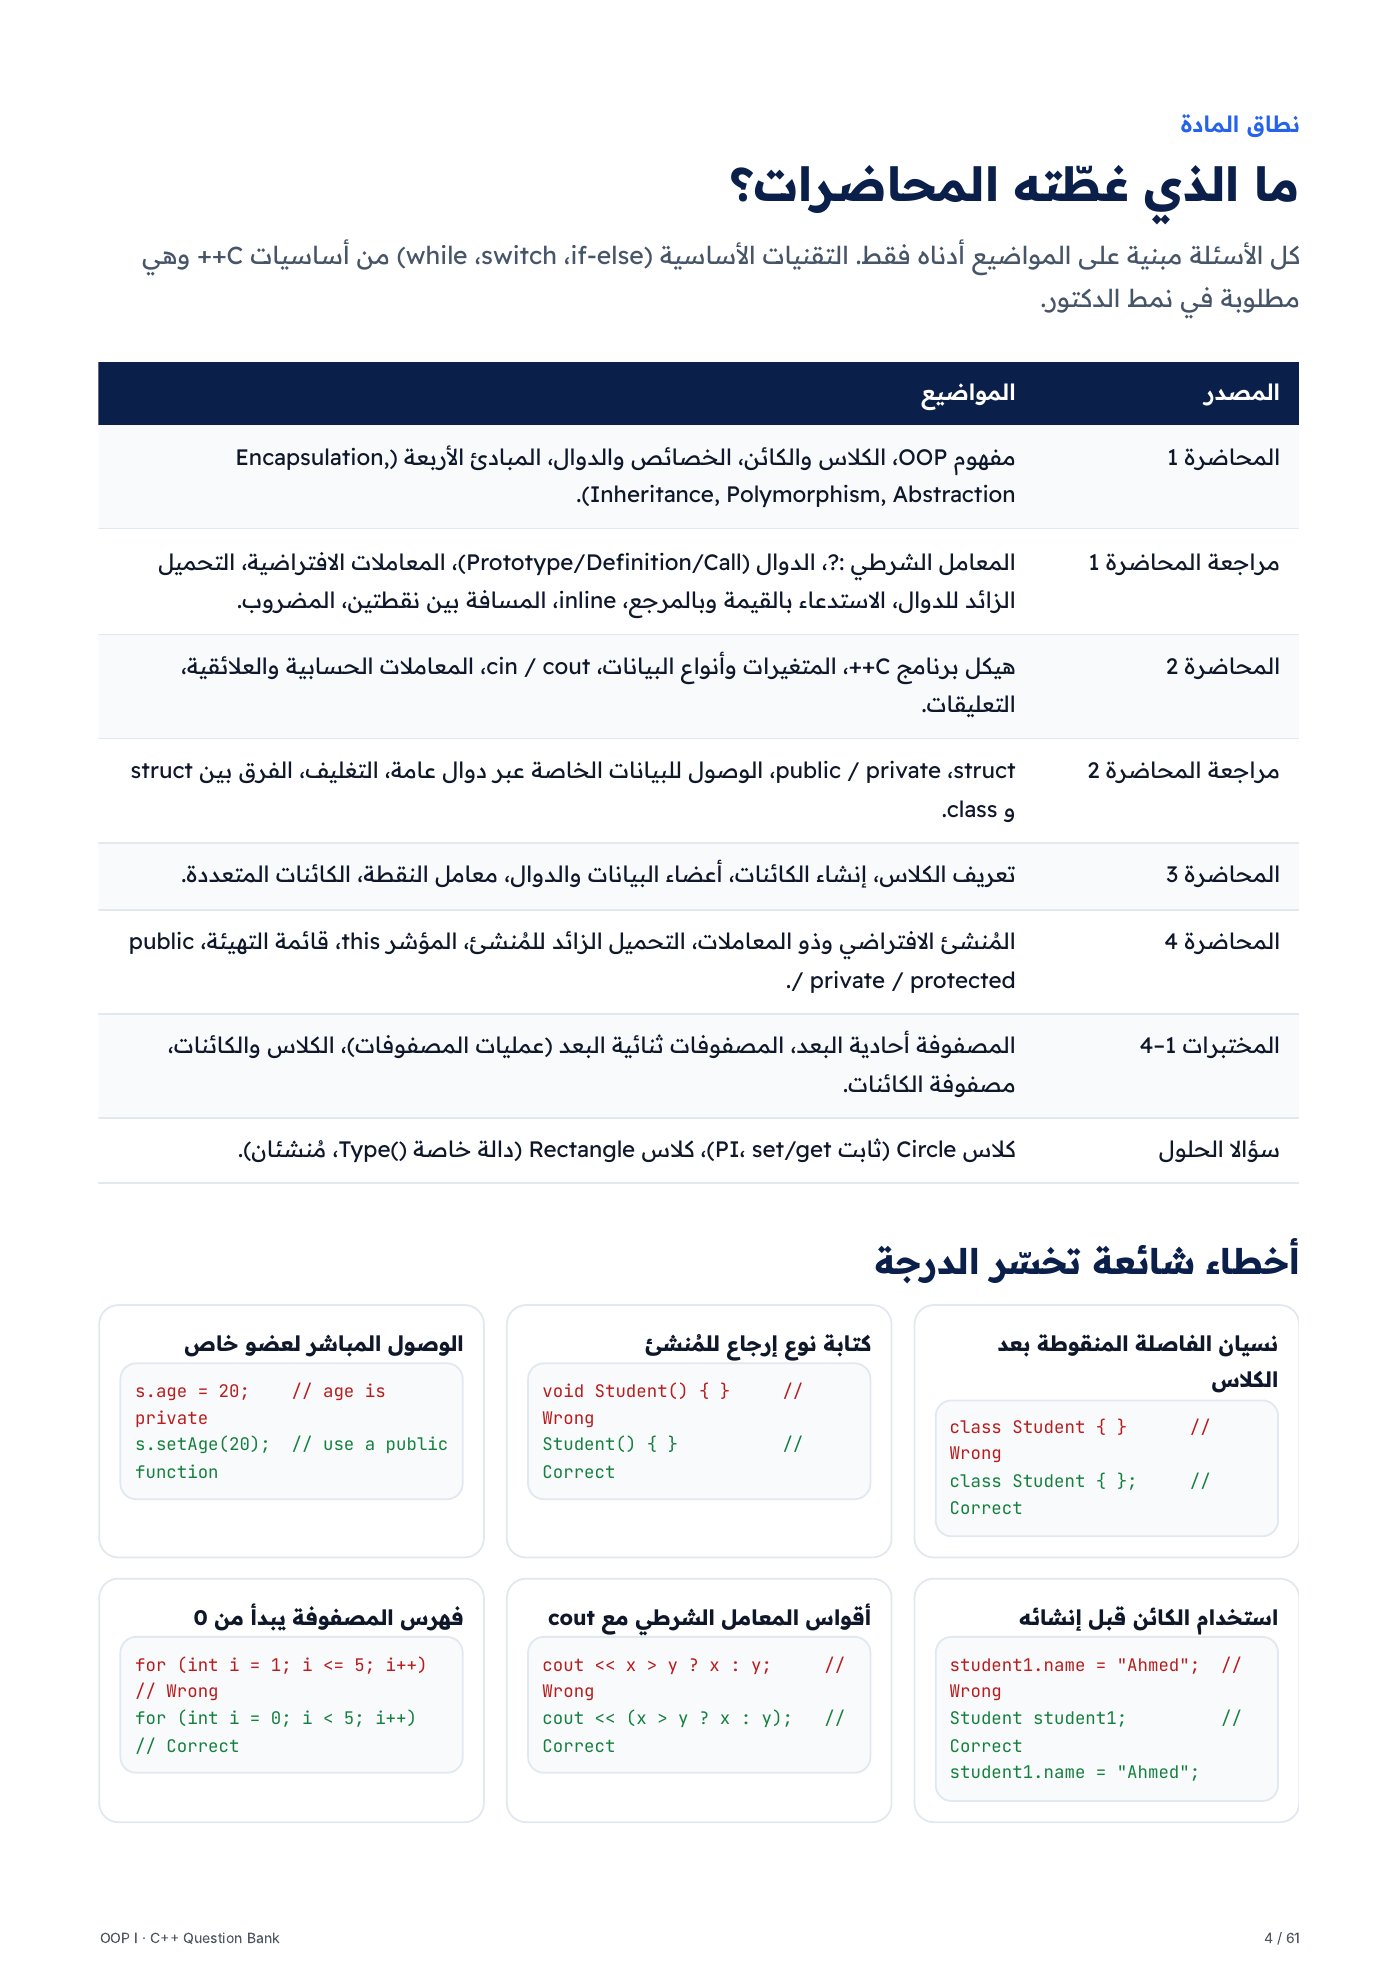 نطاق المادة
ما الذي غطّته المحاضرات؟
كل الأسئلة مبنية على المواضيع أدناه فقط. التقنيات الأساسية (if-else، switch، while) من أساسيات C++ وهي
مطلوبة في نمط الدكتور.
المصدر المواضيع
المحاضرة 1 مفهوم OOP، الكلاس والكائن، الخصائص والدوال، المبادئ الأربعة (Encapsulation,
Inheritance, Polymorphism, Abstraction).
مراجعة المحاضرة 1 المعامل الشرطي :?، الدوال (Prototype/Definition/Call)، المعاملات الافتراضية، التحميل
الزائد للدوال، الاستدعاء بالقيمة وبالمرجع، inline، المسافة بين نقطتين، المضروب.
المحاضرة 2 هيكل برنامج C++، المتغيرات وأنواع البيانات، cin / cout، المعاملات الحسابية والعلائقية،
التعليقات.
مراجعة المحاضرة 2 struct، public / private، الوصول للبيانات الخاصة عبر دوال عامة، التغليف، الفرق بين struct
و class.
المحاضرة 3 تعريف الكلاس، إنشاء الكائنات، أعضاء البيانات والدوال، معامل النقطة، الكائنات المتعددة.
المحاضرة 4 المُنشئ الافتراضي وذو المعاملات، التحميل الزائد للمُنشئ، المؤشر this، قائمة التهيئة، public
/ private / protected.
المختبرات 1–4 المصفوفة أحادية البعد، المصفوفات ثنائية البعد (عمليات المصفوفات)، الكلاس والكائنات،
مصفوفة الكائنات.
سؤالا الحلول كلاس Circle (ثابت PI، set/get)، كلاس Rectangle (دالة خاصة Type()، مُنشئان).
أخطاء شائعة تخسّر الدرجة
نسيان الفاصلة المنقوطة بعد
الكلاس
class Student { }      //
Wrong
class Student { };     //
Correct
كتابة نوع إرجاع للمُنشئ
void Student() { }     //
Wrong
Student() { }          //
Correct
الوصول المباشر لعضو خاص
s.age = 20;    // age is
private
s.setAge(20);  // use a public
function
استخدام الكائن قبل إنشائه
student1.name = "Ahmed";  //
Wrong
Student student1;         //
Correct
student1.name = "Ahmed";
أقواس المعامل الشرطي مع cout
cout << x > y ? x : y;     //
Wrong
cout << (x > y ? x : y);   //
Correct
فهرس المصفوفة يبدأ من 0
for (int i = 1; i <= 5; i++)
// Wrong
for (int i = 0; i < 5; i++)
// Correct
OOP I · C++ Question Bank
4 / 61